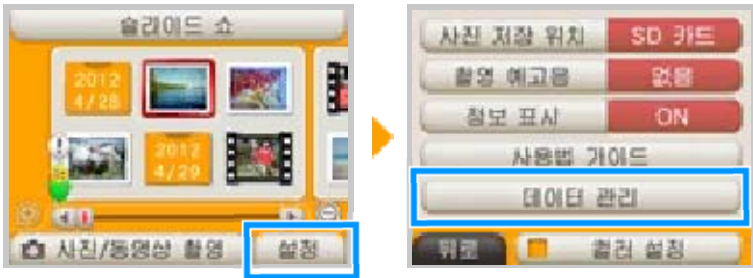 슬라이드 쇼
2012
4/28
2012
4/29
사진/동영상 촬영
설정
사진 저장 위치 SD 카드
촬영 예고음 없음
정보 표시 ON
사용법 가이드
데이터 관리
뒤로 컬러 설정